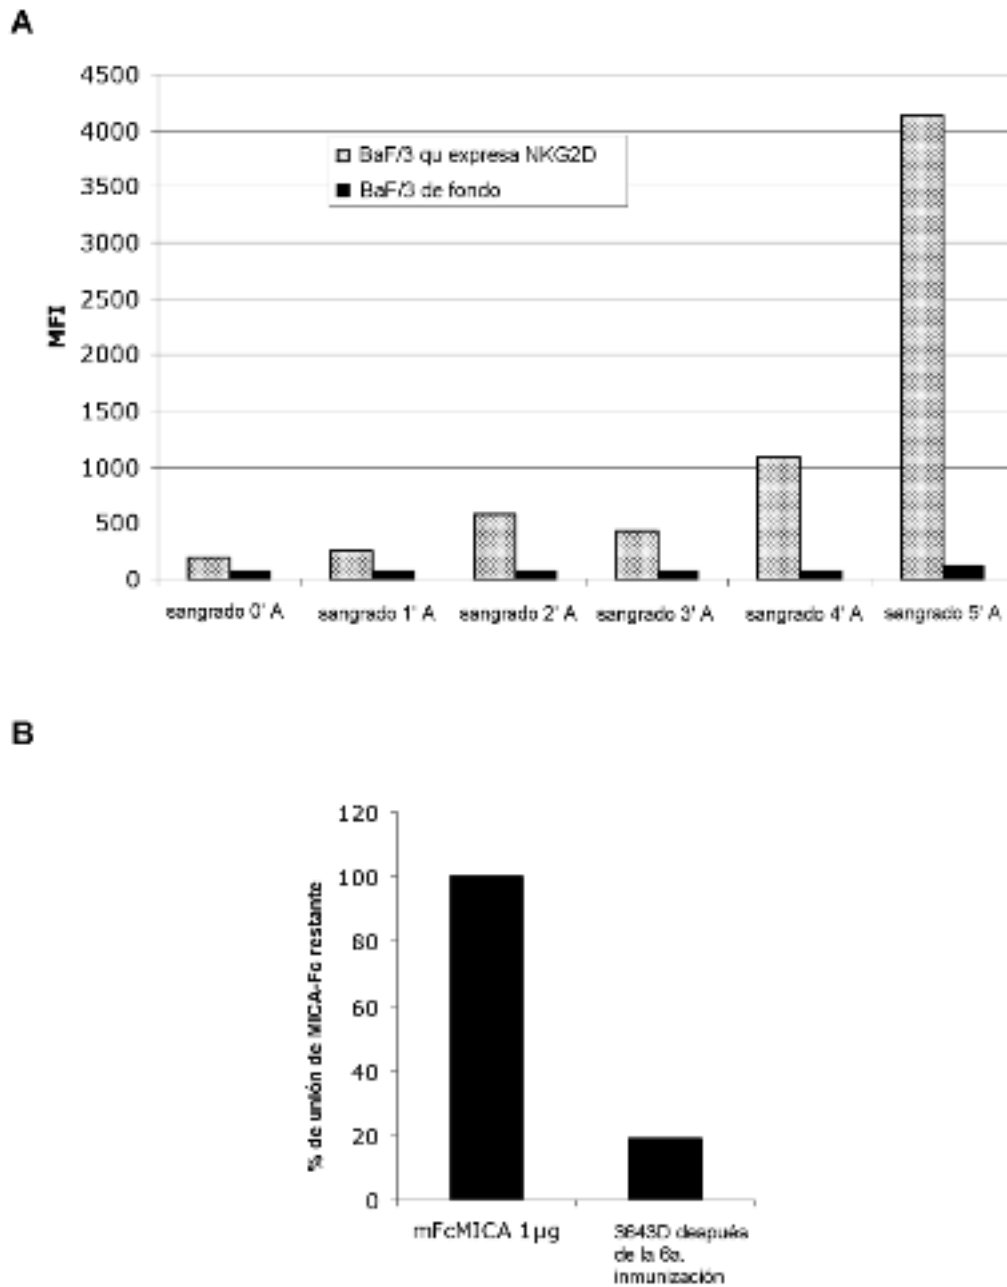 A
4500
4000
3500
3000
2500
2000
1500
1000
500
0
MFI
BaF/3 qu expresa NKG2D
BaF/3 de fondo
sangrado 0' A sangrado 1' A sangrado 2' A sangrado 3' A sangrado 4' A sangrado 5' A
B
120
100
80
60
40
20
0
% de unión de MICA-Fc restante
mFcMICA 1µg
3643D después
de la 6a.
inmunización